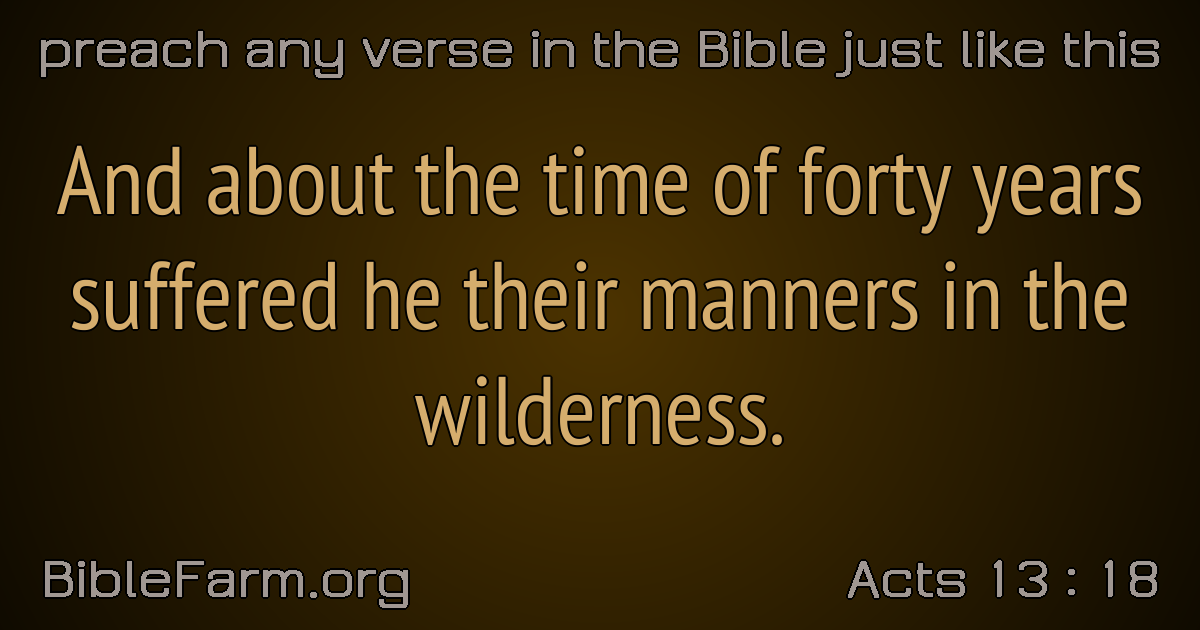 preach any verse in the Bible just like this
And about the time of forty years
suffered he their manners in the
wilderness.
BibleFarm.org
Acts 13 : 18